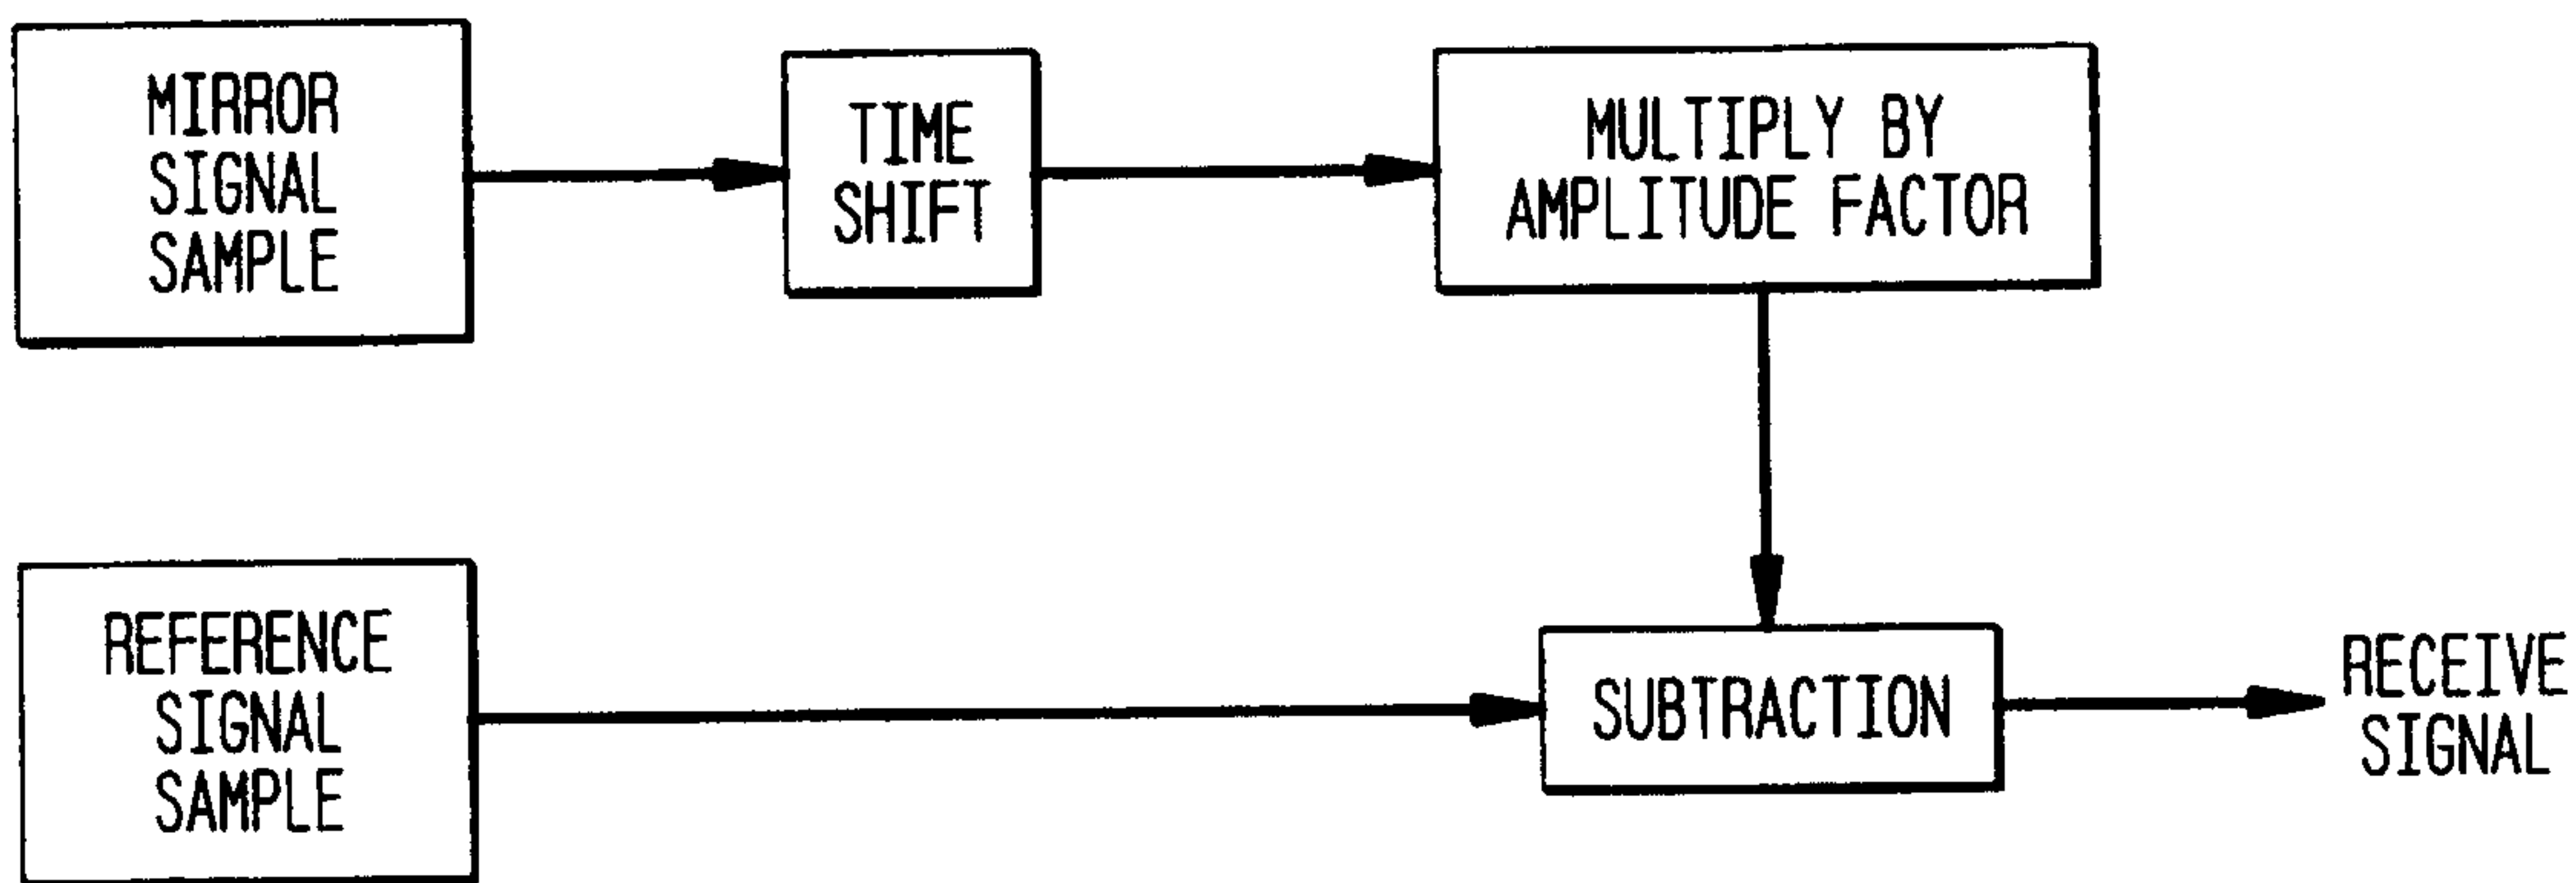 MIRROR
SIGNAL
SAMPLE
TIME
SHIFT
MULTIPLY BY
AMPLITUDE FACTOR
REFERENCE
SIGNAL
SAMPLE
SUBTRACTION
RECEIVE
SIGNAL